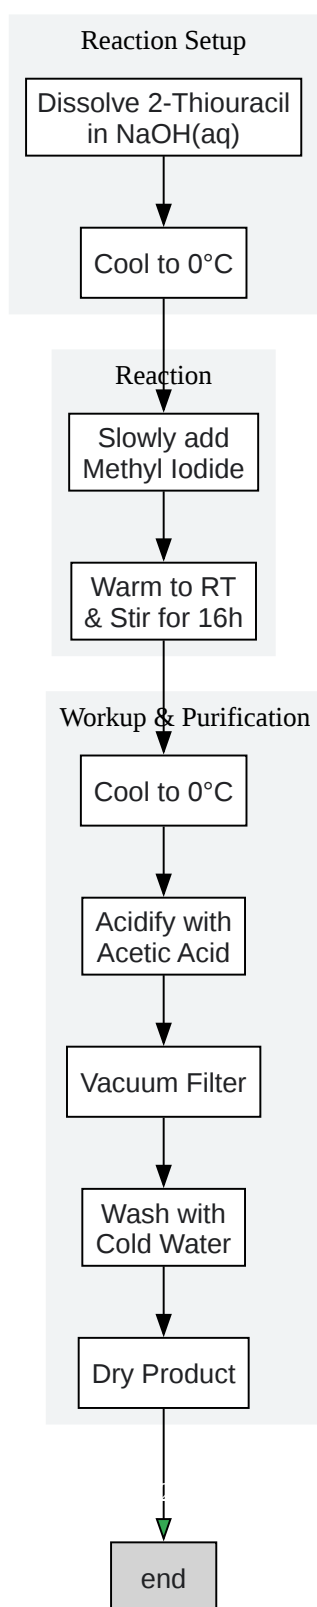 Reaction Setup
Dissolve 2-Thiouracil
in NaOH(aq)
Cool to 0°C
Reaction
Slowly add
Methyl Iodide
Warm to RT
& Stir for 16h
Workup & Purification
Cool to 0°C
Acidify with
Acetic Acid
Vacuum Filter
Wash with
Cold Water
Dry Product
end